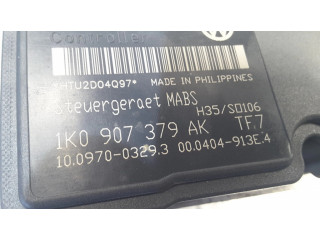 Controller
*HTU2D04Q97* MADE IN PHILIPPINES
Steuergeraet MABS
H35/SD106
1K0 907 379 AK TF.7
10.0970-0329.3 00.0404-913E.4